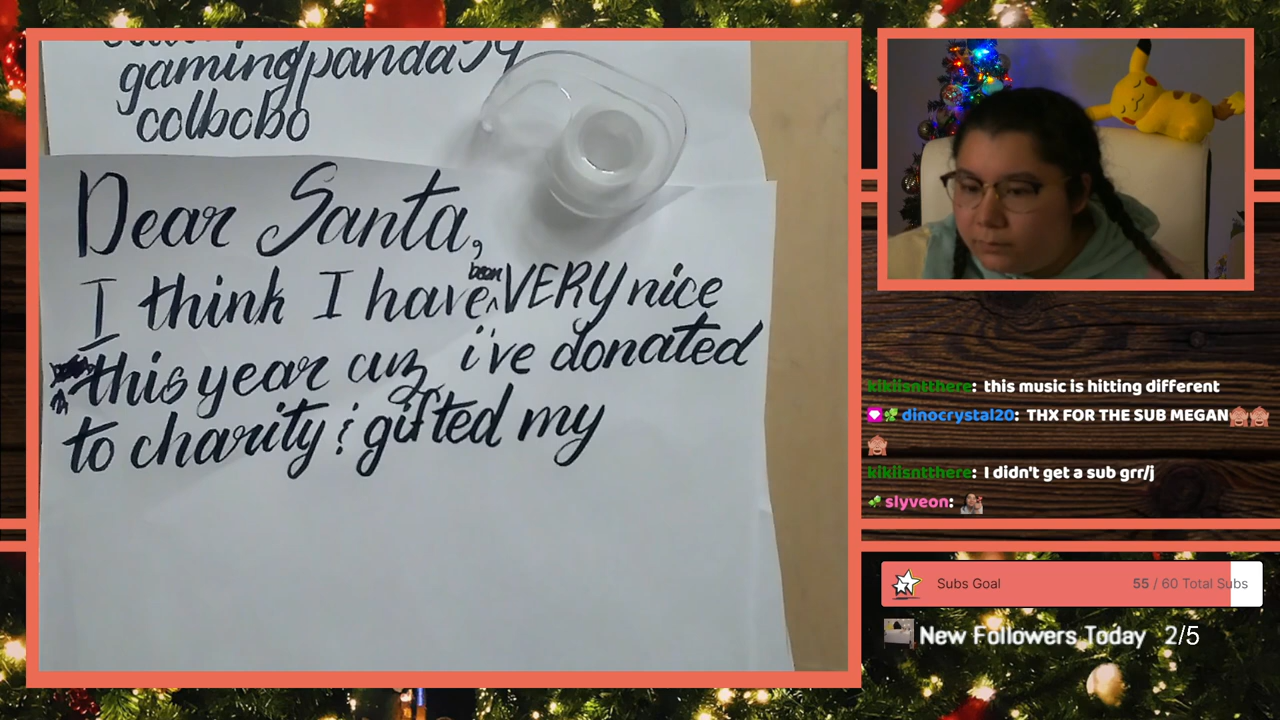 gamingpanda54
colbobo
Dear Santa,
I think I have been VERY nice
this year cuz i've donated
to charity & gifted my
kikiisntthere: this music is hitting different
dinocrystal20: THX FOR THE SUB MEGAN
kikiisntthere: I didn't get a sub grr/j
slyveon:
Subs Goal 55 / 60 Total Subs
New Followers Today 2/5